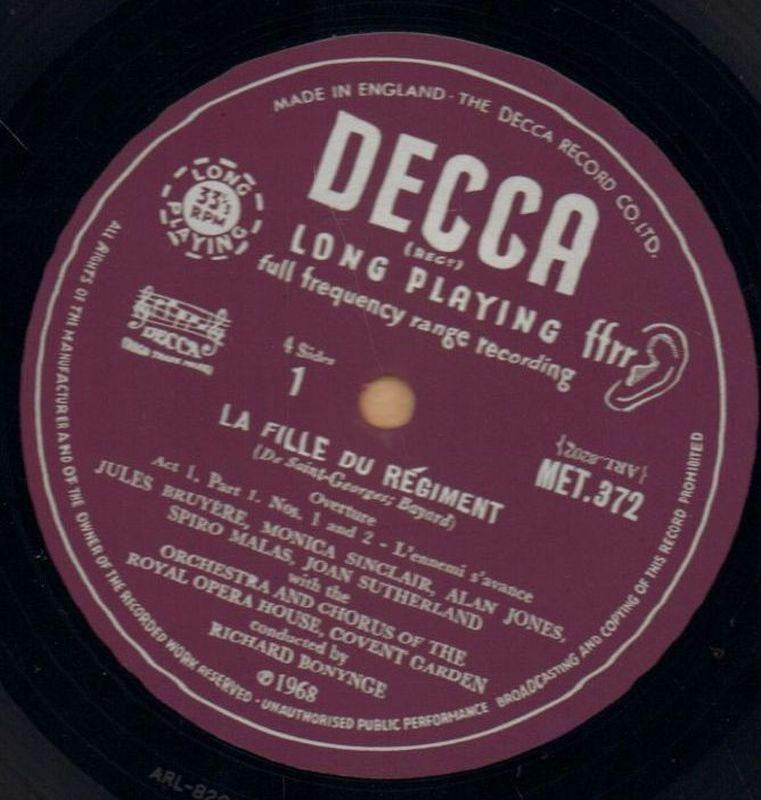 MADE IN ENGLAND · THE DECCA RECORD CO. LTD.
DECCA
(REGD)
LONG PLAYING
full frequency range recording
ffrr
LONG
33⅓
RPM
PLAYING
DECCA
4 Sides
1
(ARL-8202)
MET.372
LA FILLE DU RÉGIMENT
(De Saint-Georges; Bayard)
Overture
Act 1, Part 1. Nos. 1 and 2 - L'ennemi s'avance
JULES BRUYERE, MONICA SINCLAIR, ALAN JONES,
SPIRO MALAS, JOAN SUTHERLAND
with the
ORCHESTRA AND CHORUS OF THE
ROYAL OPERA HOUSE, COVENT GARDEN
conducted by
RICHARD BONYNGE
℗ 1968
ALL RIGHTS OF THE MANUFACTURER AND OF THE OWNER OF THE RECORDED WORK RESERVED · UNAUTHORISED PUBLIC PERFORMANCE BROADCASTING AND COPYING OF THIS RECORD PROHIBITED